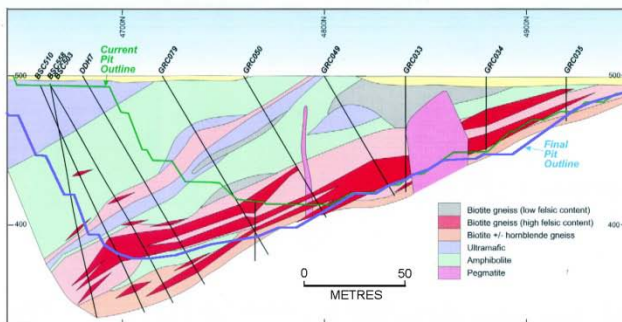 4700N
4800N
4900N
BSC510
BSC558
BSC503
DDH7
Current
Pit
Outline
GRC079
GRC050
GRC049
GRC033
GRC034
GRC035
500
500
Final
Pit
Outline
400
400
Biotite gneiss (low felsic content)
Biotite gneiss (high felsic content)
Biotite +/- hornblende gneiss
Ultramafic
Amphibolite
Pegmatite
0
50
METRES